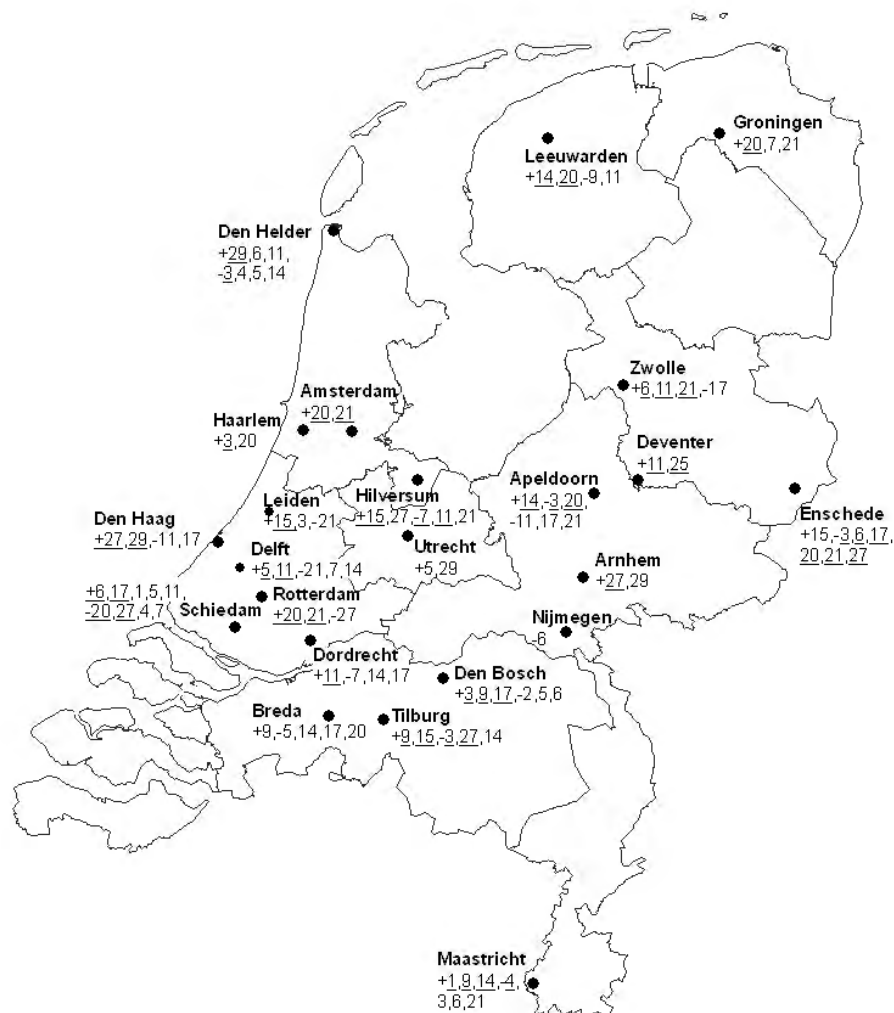 Groningen
+20,7,21
Leeuwarden
+14,20,-9,11
Den Helder
+29,6,11,
-3,4,5,14
Zwolle
+6,11,21,-17
Amsterdam
+20,21
Haarlem
+3,20
Deventer
+11,25
Apeldoorn
+14,-3,20,
-11,17,21
Hilversum
+15,27,-7,11,21
Leiden
+15,3,-21
Enschede
+15,-3,6,17,
20,21,27
Den Haag
+27,29,-11,17
Utrecht
+5,29
Delft
+5,11,-21,7,14
Arnhem
+27,29
+6,17,1,5,11,
-20,27,4,7
Schiedam
Rotterdam
+20,21,-27
Nijmegen
-6
Dordrecht
+11,-7,14,17
Den Bosch
+3,9,17,-2,5,6
Breda
+9,-5,14,17,20
Tilburg
+9,15,-3,27,14
Maastricht
+1,9,14,-4,
3,6,21